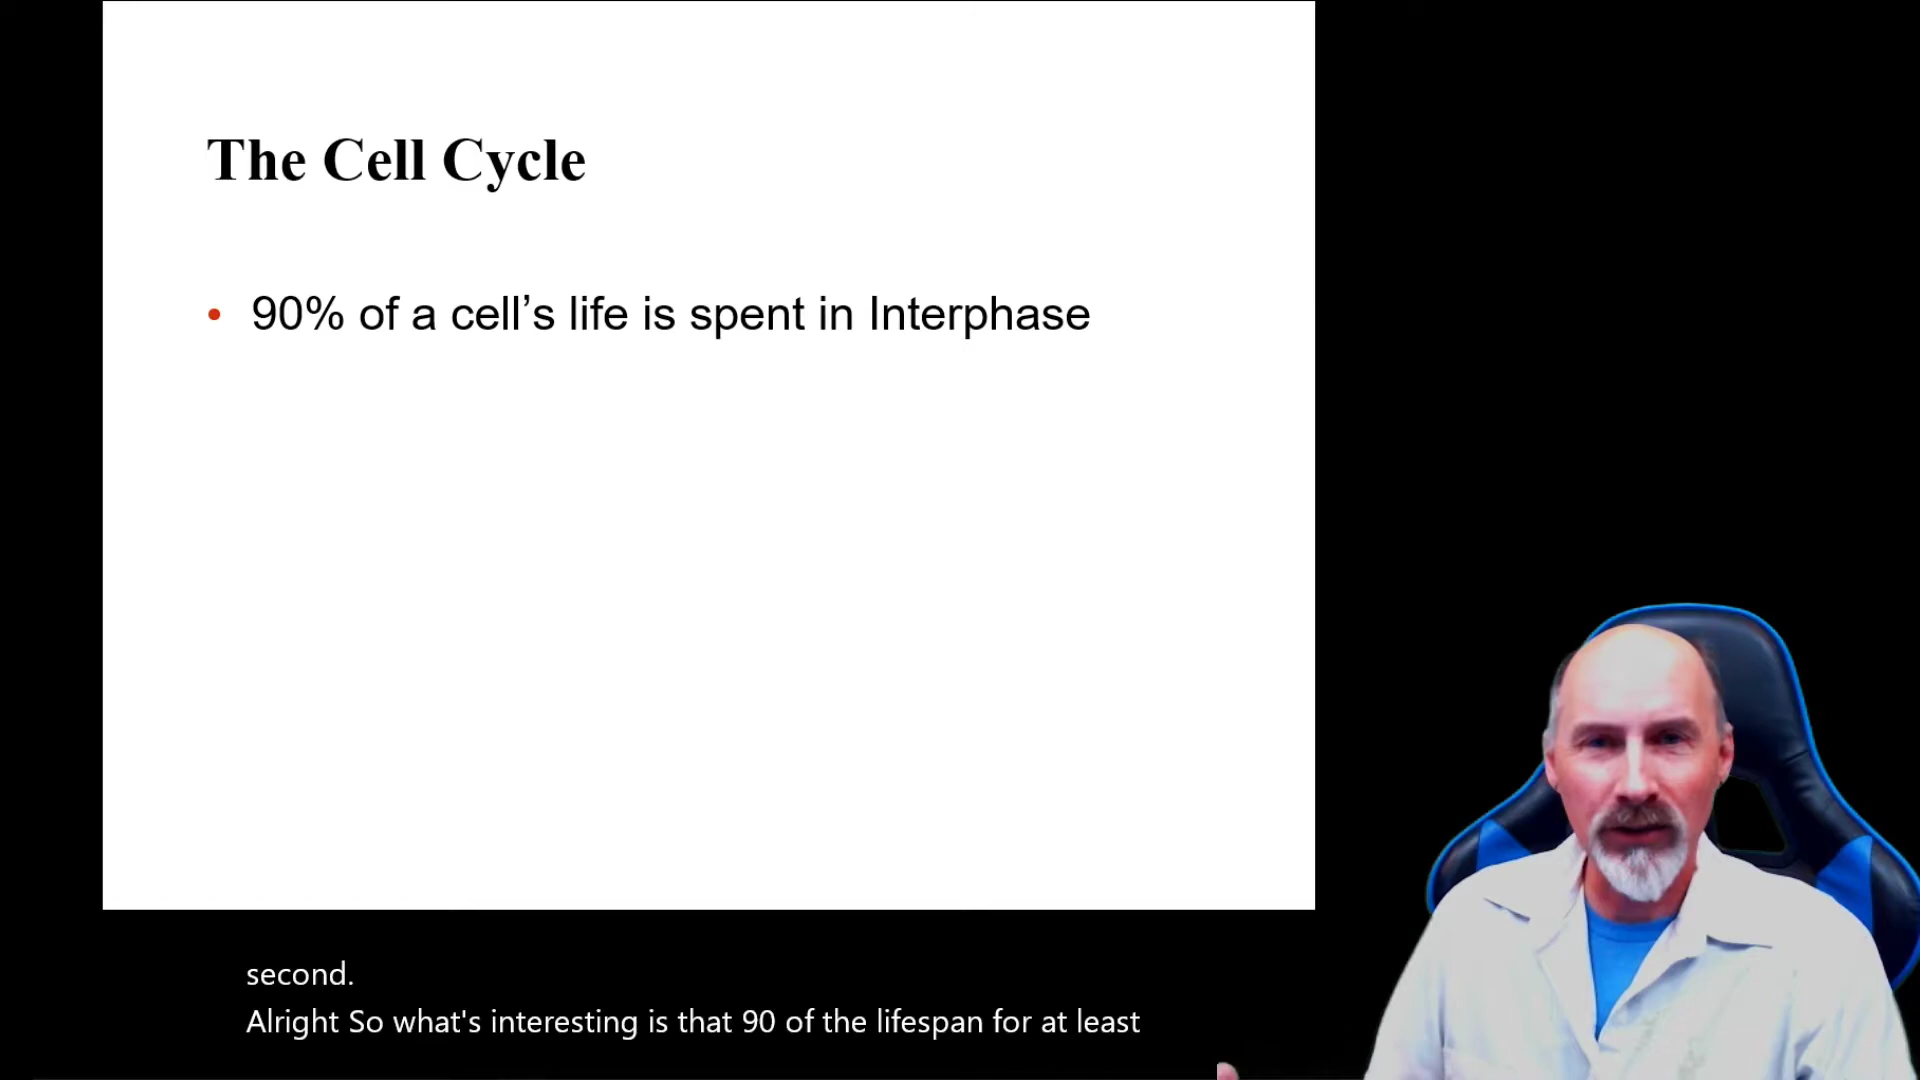 The Cell Cycle
• 90% of a cell’s life is spent in Interphase
second.
Alright So what's interesting is that 90 of the lifespan for at least